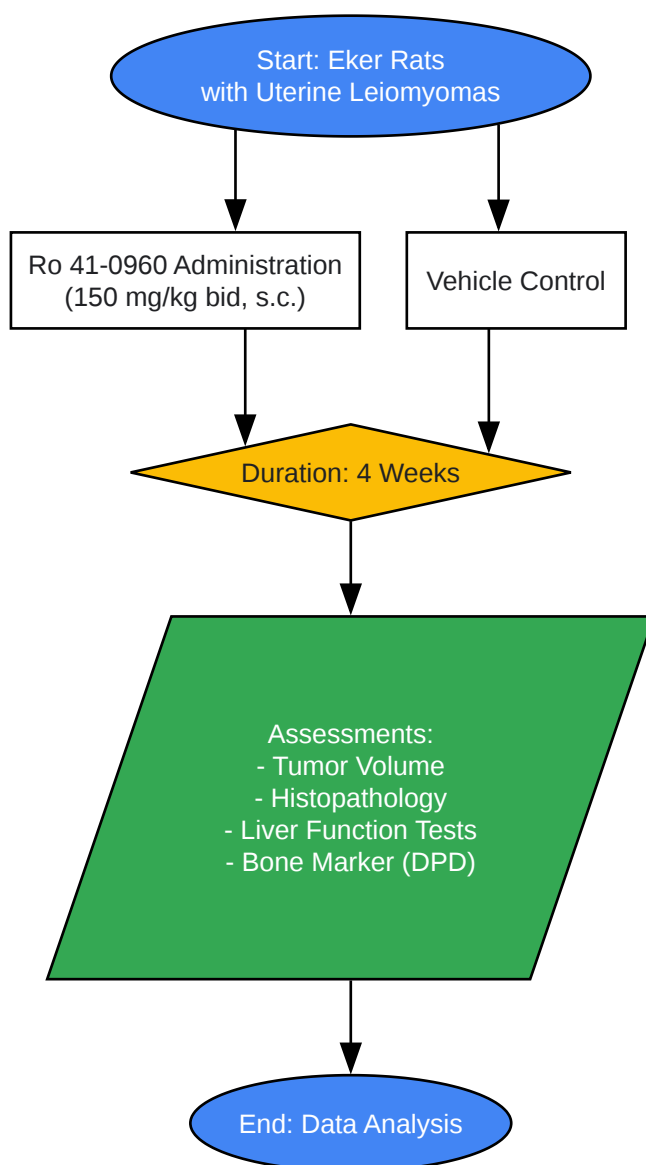 Start: Eker Rats
with Uterine Leiomyomas
Ro 41-0960 Administration
(150 mg/kg bid, s.c.)
Vehicle Control
Duration: 4 Weeks
Assessments:
- Tumor Volume
- Histopathology
- Liver Function Tests
- Bone Marker (DPD)
End: Data Analysis